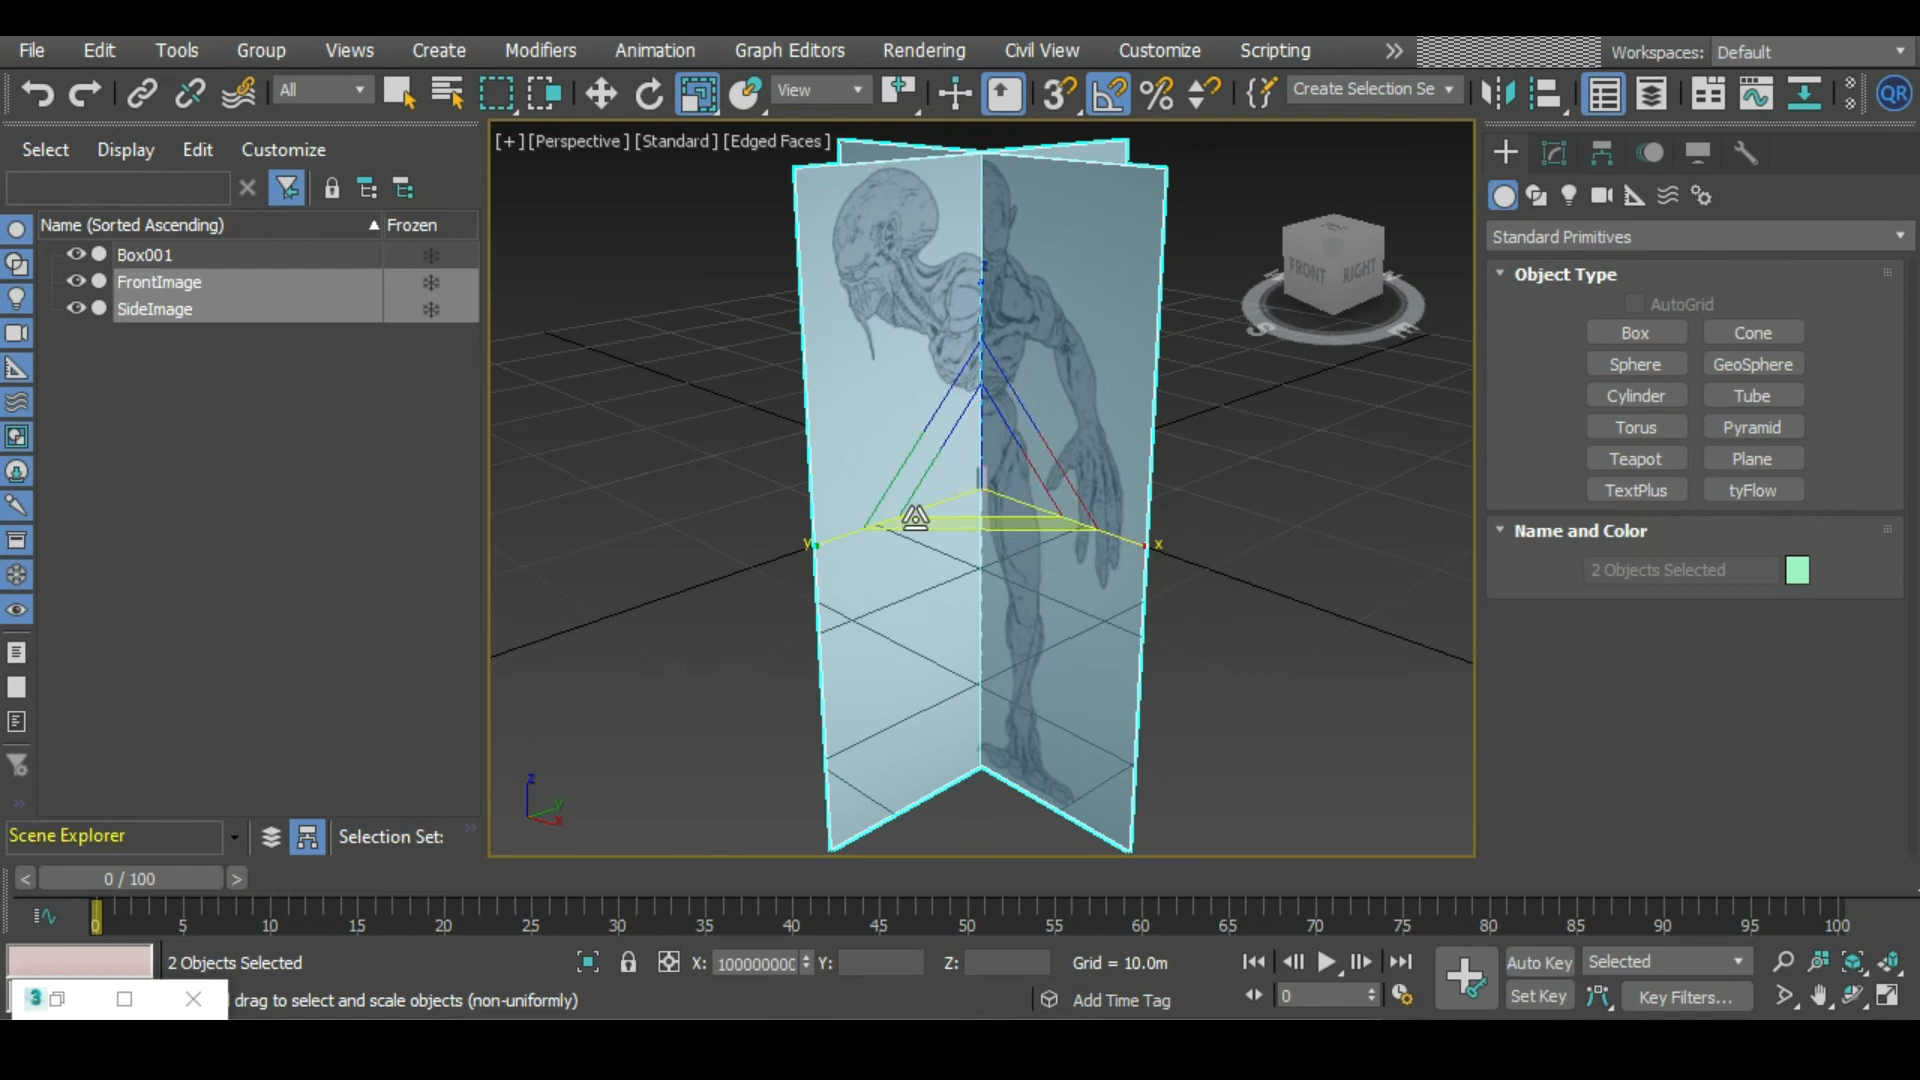 File Edit Tools Group Views Create Modifiers Animation Graph Editors Rendering Civil View Customize Scripting Workspaces: Default
All View 3 Create Selection Se QR
[+] [Perspective ] [Standard ] [Edged Faces ]
Select Display Edit Customize
Name (Sorted Ascending) Frozen
Box001
FrontImage
SideImage
FRONT RIGHT
S E
z
y x
z
y
x
Standard Primitives
Object Type
AutoGrid
Box Cone
Sphere GeoSphere
Cylinder Tube
Torus Pyramid
Teapot Plane
TextPlus tyFlow
Name and Color
2 Objects Selected
Scene Explorer Selection Set:
< 0 / 100 >
0 5 10 15 20 25 30 35 40 45 50 55 60 65 70 75 80 85 90 95 100
2 Objects Selected X: 100000000 Y: Z: Grid = 10.0m Auto Key Selected
3 drag to select and scale objects (non-uniformly) Add Time Tag 0 Set Key Key Filters...